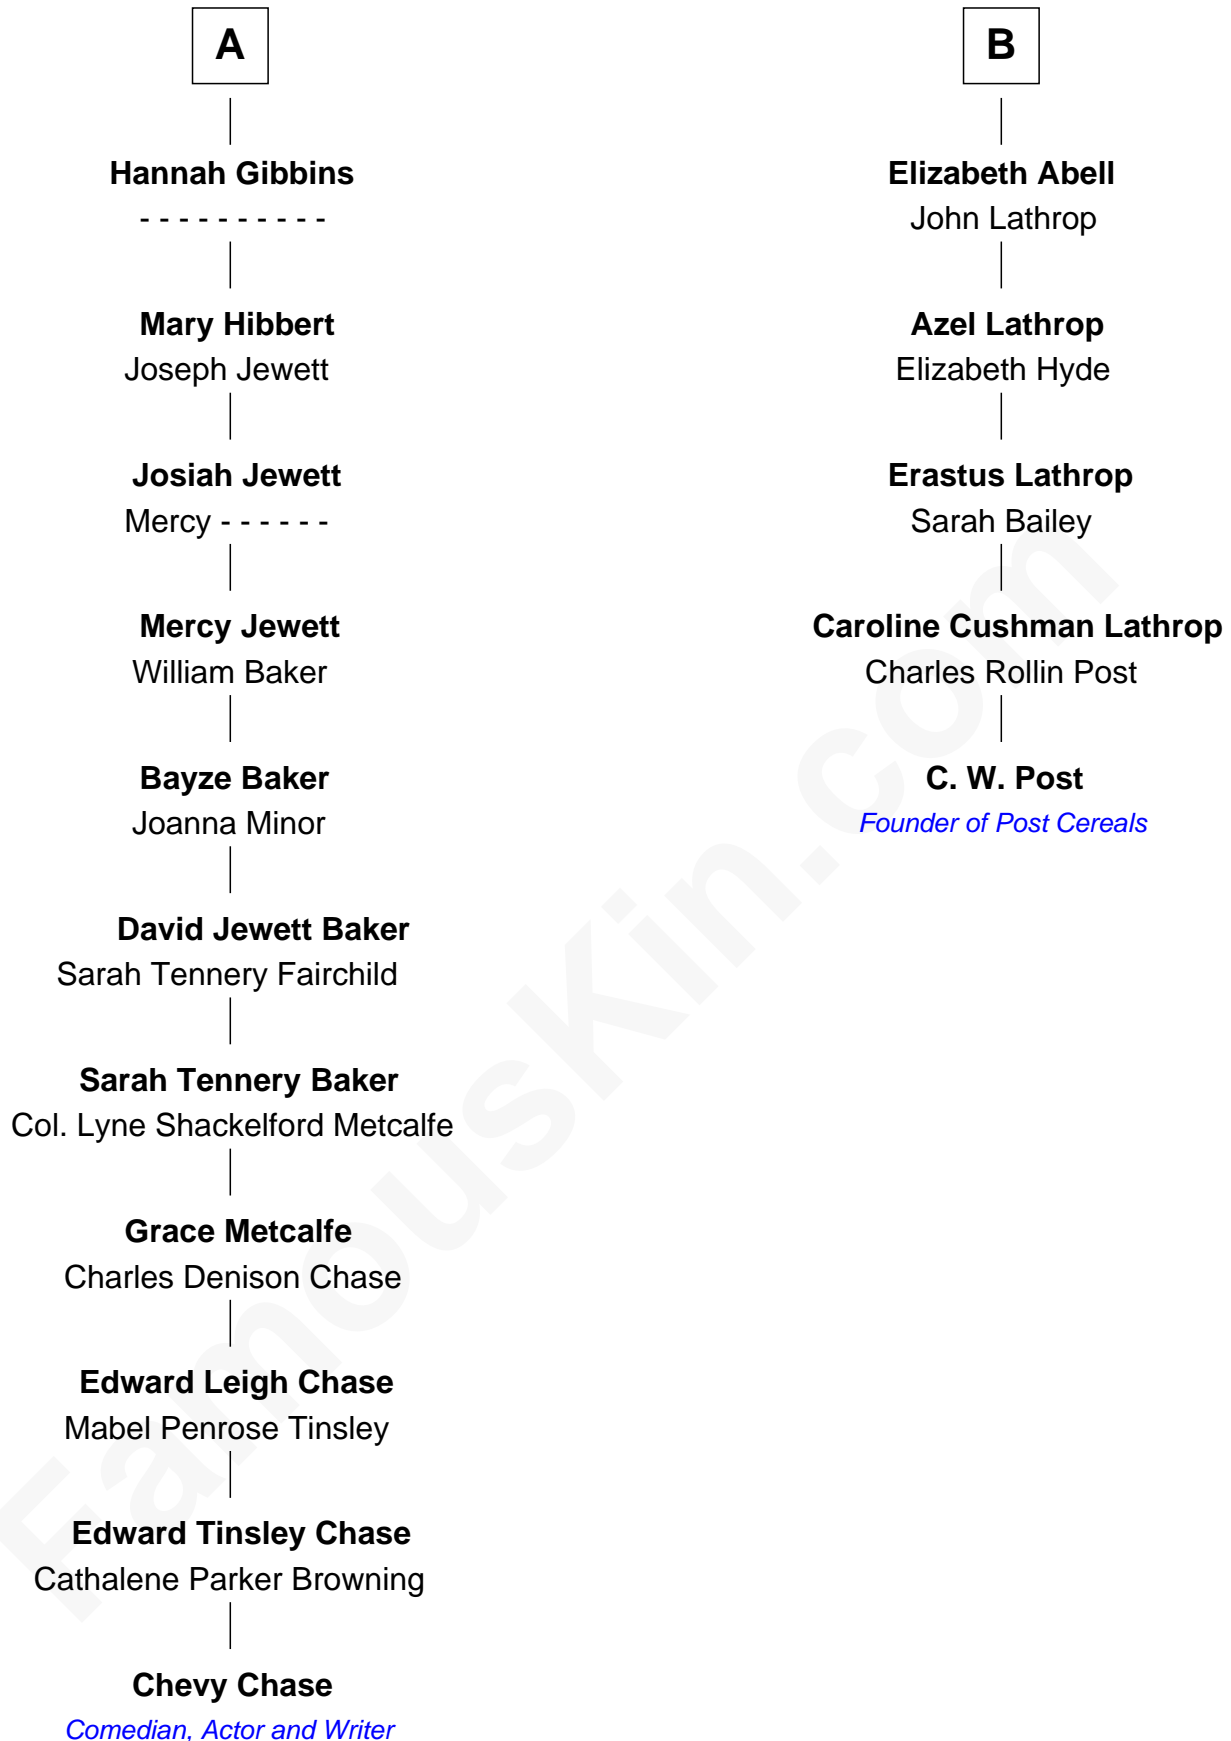 A
Hannah Gibbins
- - - - - - - - - -
Mary Hibbert
Joseph Jewett
Josiah Jewett
Mercy - - - - - -
Mercy Jewett
William Baker
Bayze Baker
Joanna Minor
David Jewett Baker
Sarah Tennery Fairchild
Sarah Tennery Baker
Col. Lyne Shackelford Metcalfe
Grace Metcalfe
Charles Denison Chase
Edward Leigh Chase
Mabel Penrose Tinsley
Edward Tinsley Chase
Cathalene Parker Browning
Chevy Chase
Comedian, Actor and Writer
B
Elizabeth Abell
John Lathrop
Azel Lathrop
Elizabeth Hyde
Erastus Lathrop
Sarah Bailey
Caroline Cushman Lathrop
Charles Rollin Post
C. W. Post
Founder of Post Cereals
FamousKin.com